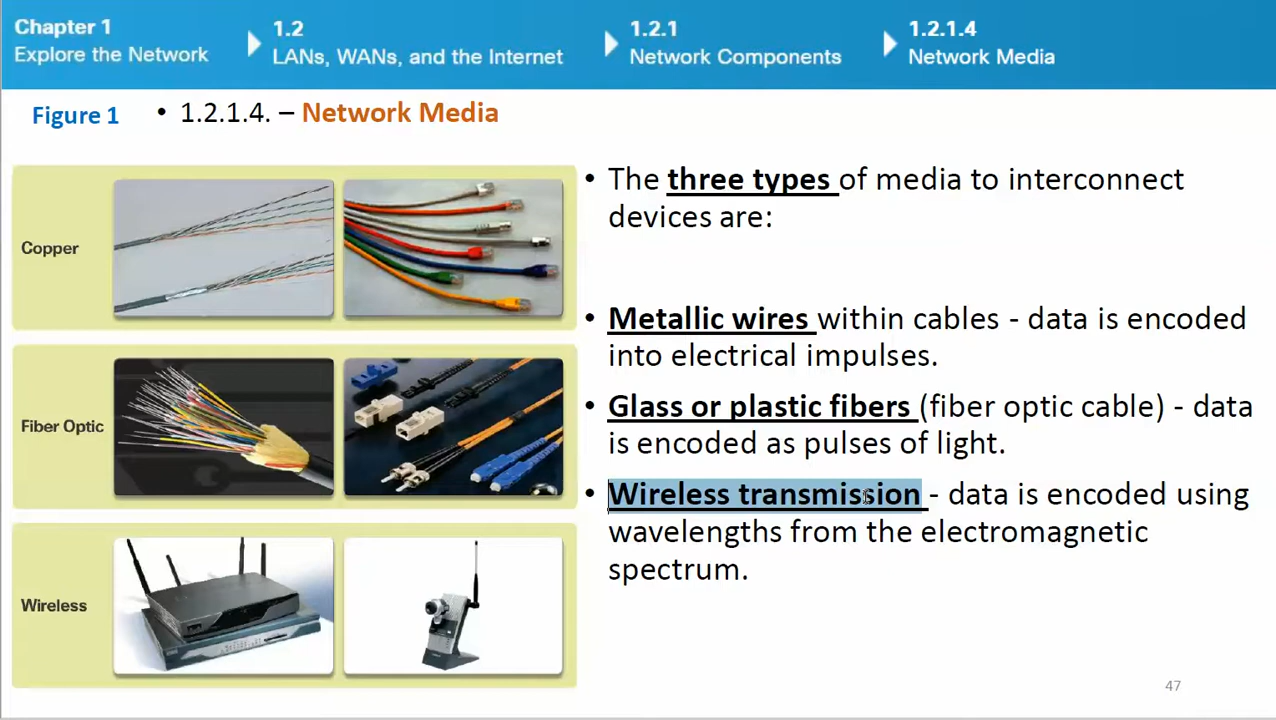 Chapter 1
Explore the Network
1.2
LANs, WANs, and the Internet
1.2.1
Network Components
1.2.1.4
Network Media
Figure 1
• 1.2.1.4. – Network Media
Copper
Fiber Optic
Wireless
• The three types of media to interconnect
devices are:
• Metallic wires within cables - data is encoded
into electrical impulses.
• Glass or plastic fibers (fiber optic cable) - data
is encoded as pulses of light.
• Wireless transmission - data is encoded using
wavelengths from the electromagnetic
spectrum.
47